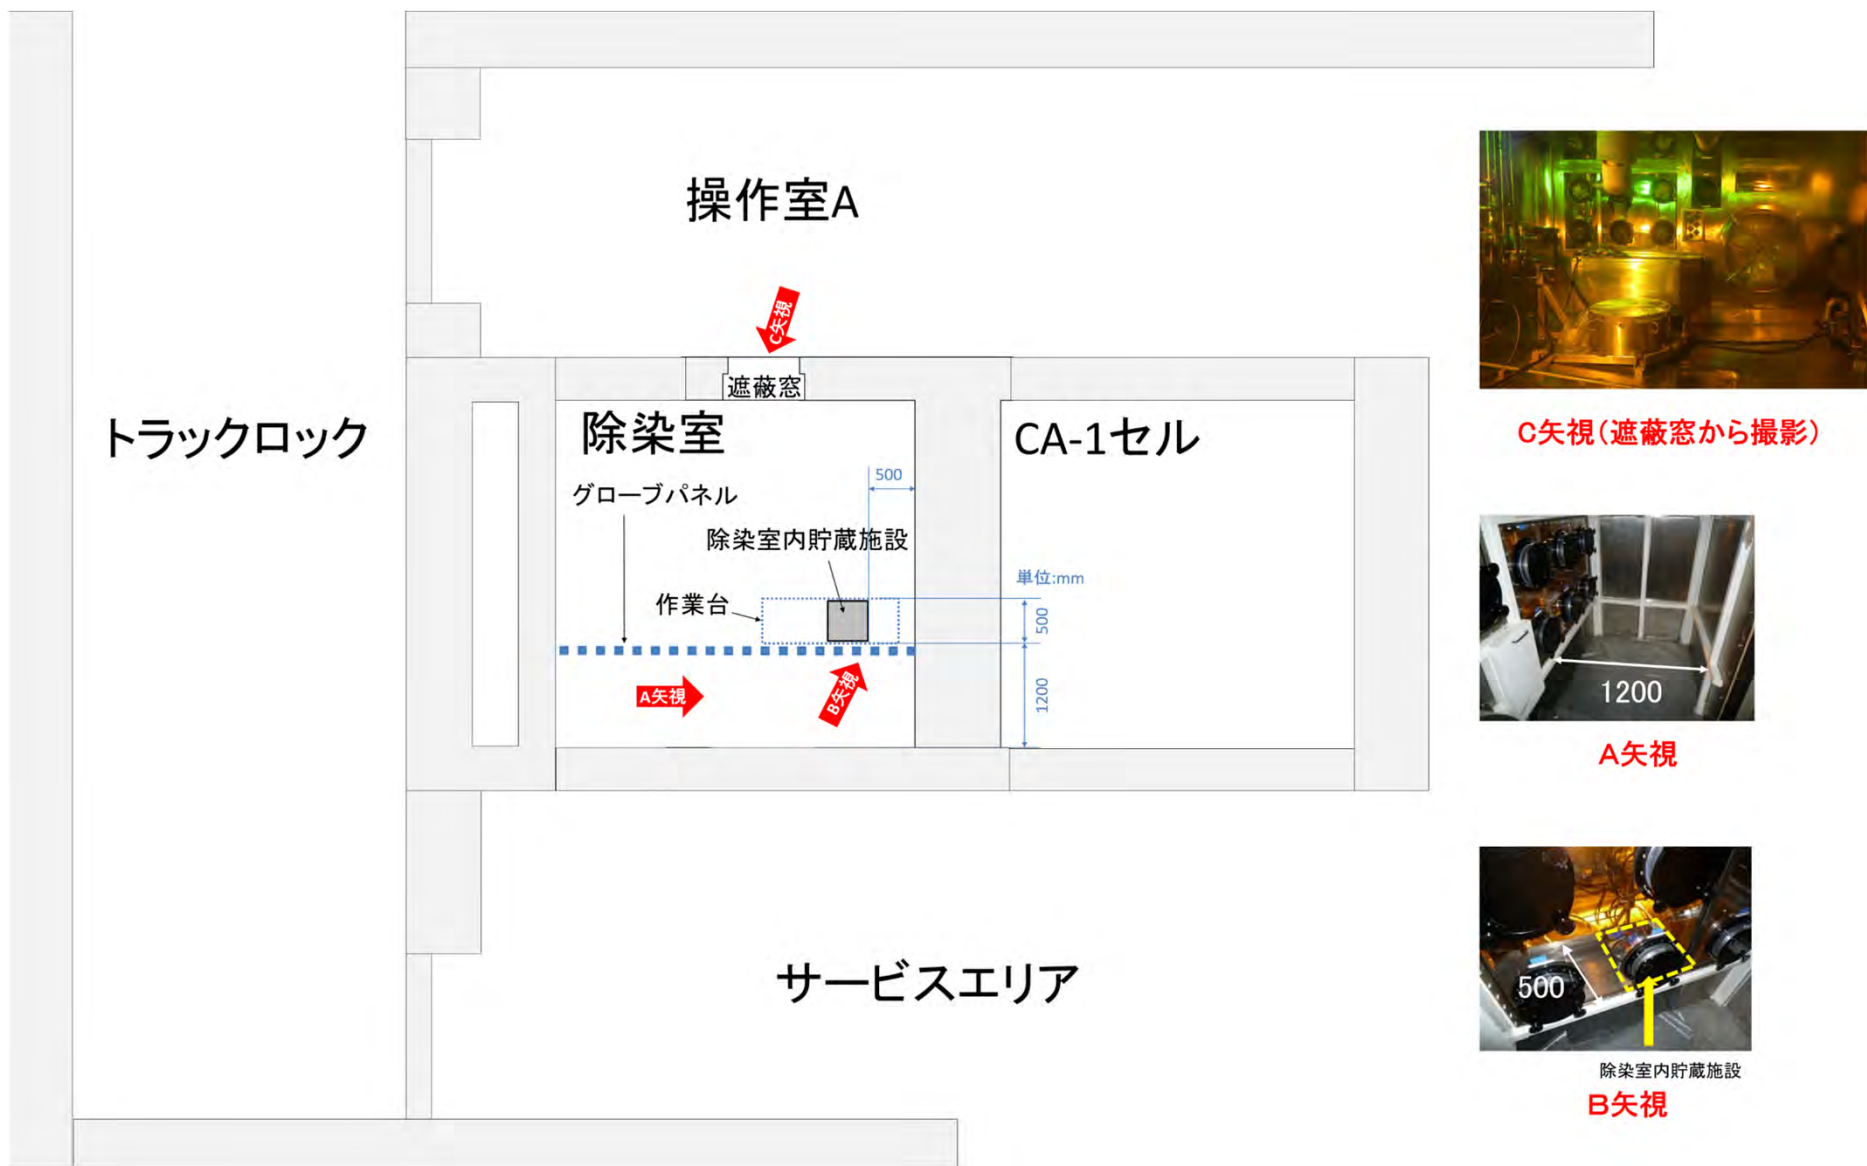 操作室A
C矢視
遮蔽窓
トラックロック
除染室
CA-1セル
500
グローブパネル
除染室内貯蔵施設
単位:mm
作業台
500
A矢視
B矢視
1200
サービスエリア
C矢視(遮蔽窓から撮影)
1200
A矢視
500
除染室内貯蔵施設
B矢視